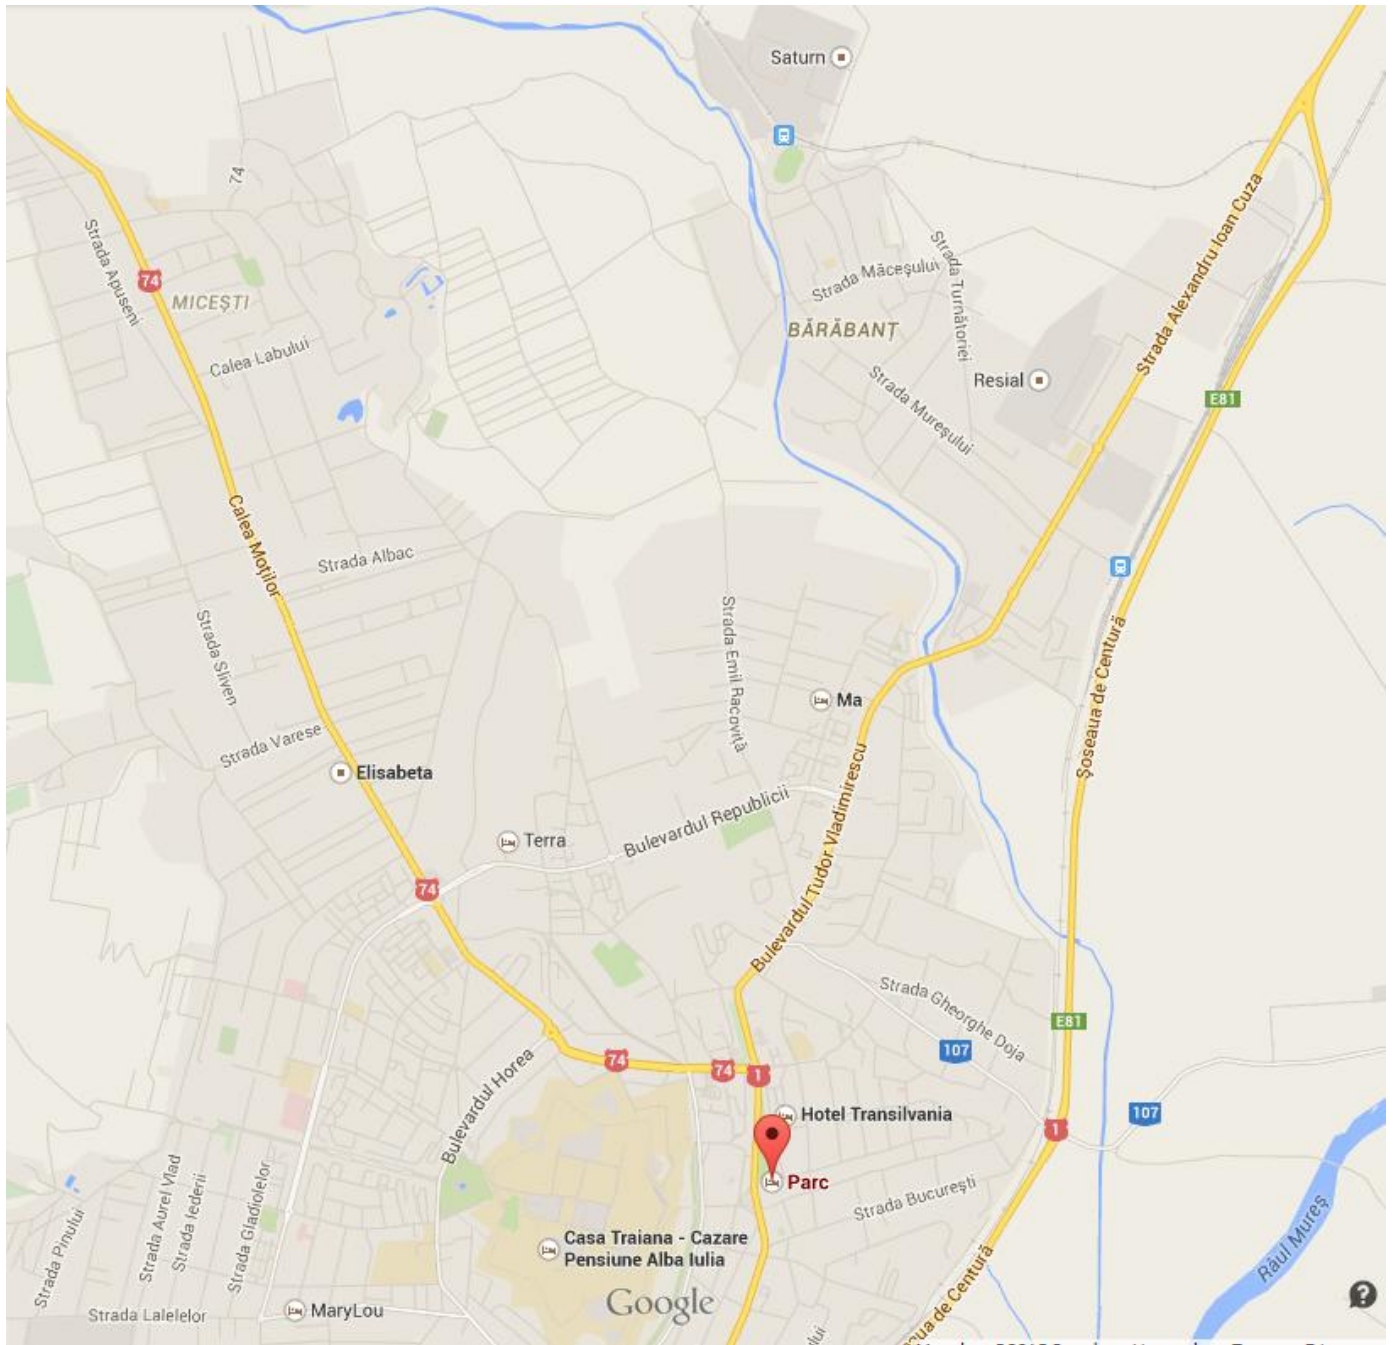 Saturn
74
Strada Apuseni
74
MICEȘTI
Calea Labului
Strada Măceșului
Strada Turnătoriei
Strada Alexandru Ioan Cuza
BĂRĂBANȚ
Resial
Strada Mureșului
E81
Calea Moților
Strada Albac
Strada Sliven
Strada Emil Racoviță
Ma
Șoseaua de Centură
Strada Varese
Elisabeta
Terra
Bulevardul Republicii
Bulevardul Tudor Vladimirescu
74
Strada Gheorghe Doja
E81
107
Bulevardul Horea
74
74
1
Hotel Transilvania
107
1
Parc
Strada București
Strada Pinului
Strada Aurel Vlad
Strada Iederii
Strada Gladiolelor
Casa Traiana - Cazare
Pensiune Alba Iulia
Râul Mureș
Google
MaryLou
Strada Lalelelor
ua de Centură
ului
?